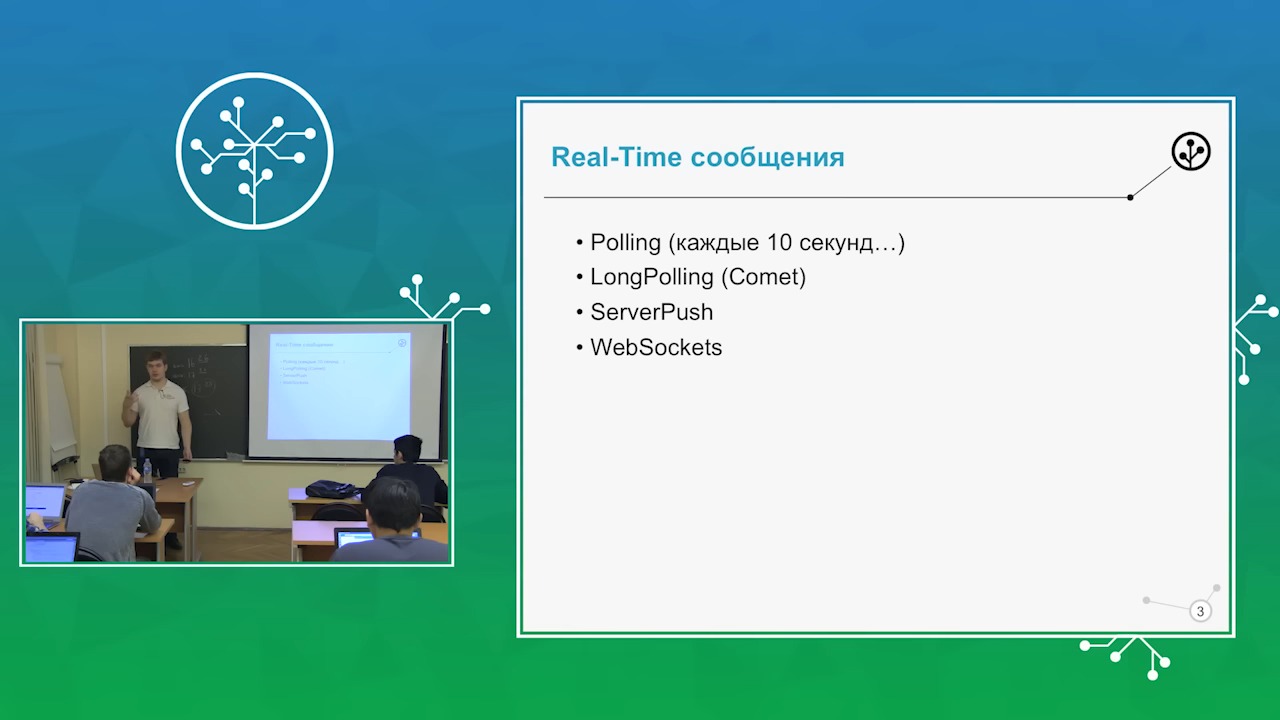 Real-Time сообщения
• Polling (каждые 10 секунд…)
• LongPolling (Comet)
• ServerPush
• WebSockets
3